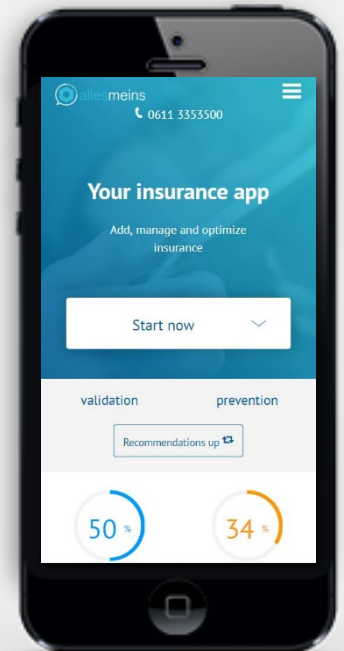 allesmeins
0611 3353500
Your insurance app
Add, manage and optimize
insurance
Start now
validation prevention
Recommendations up
50 % 34 %